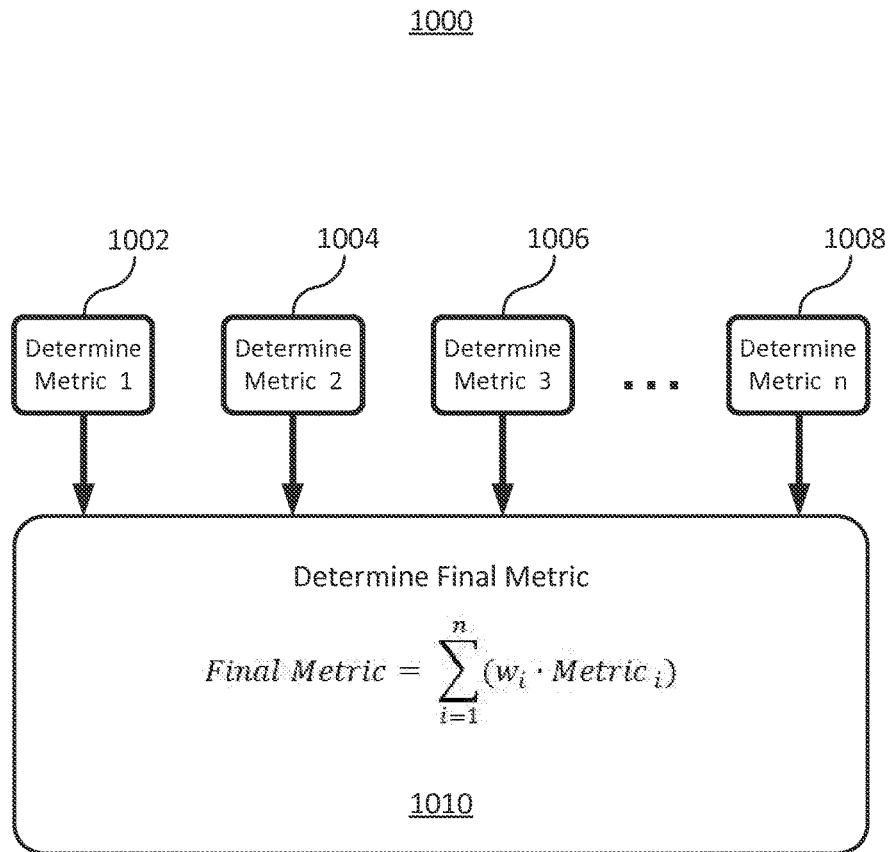 1000
1002 1004 1006 1008
Determine Determine Determine Determine
Metric 1 Metric 2 Metric 3 ... Metric n
Determine Final Metric
n
Final Metric = ∑ (w_i · Metric_i)
i=1
1010